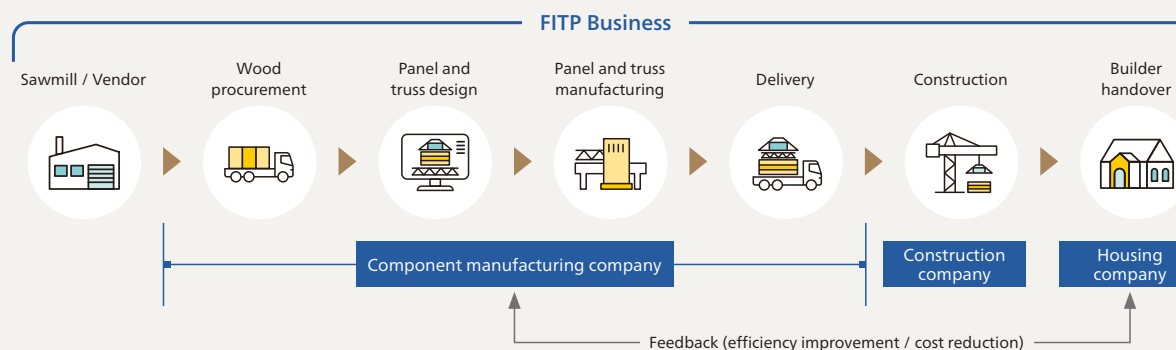 FITP Business
Sawmill / Vendor
Wood
procurement
Panel and
truss design
Panel and truss
manufacturing
Delivery
Construction
Builder
handover
Component manufacturing company
Construction
company
Housing
company
Feedback (efficiency improvement / cost reduction)